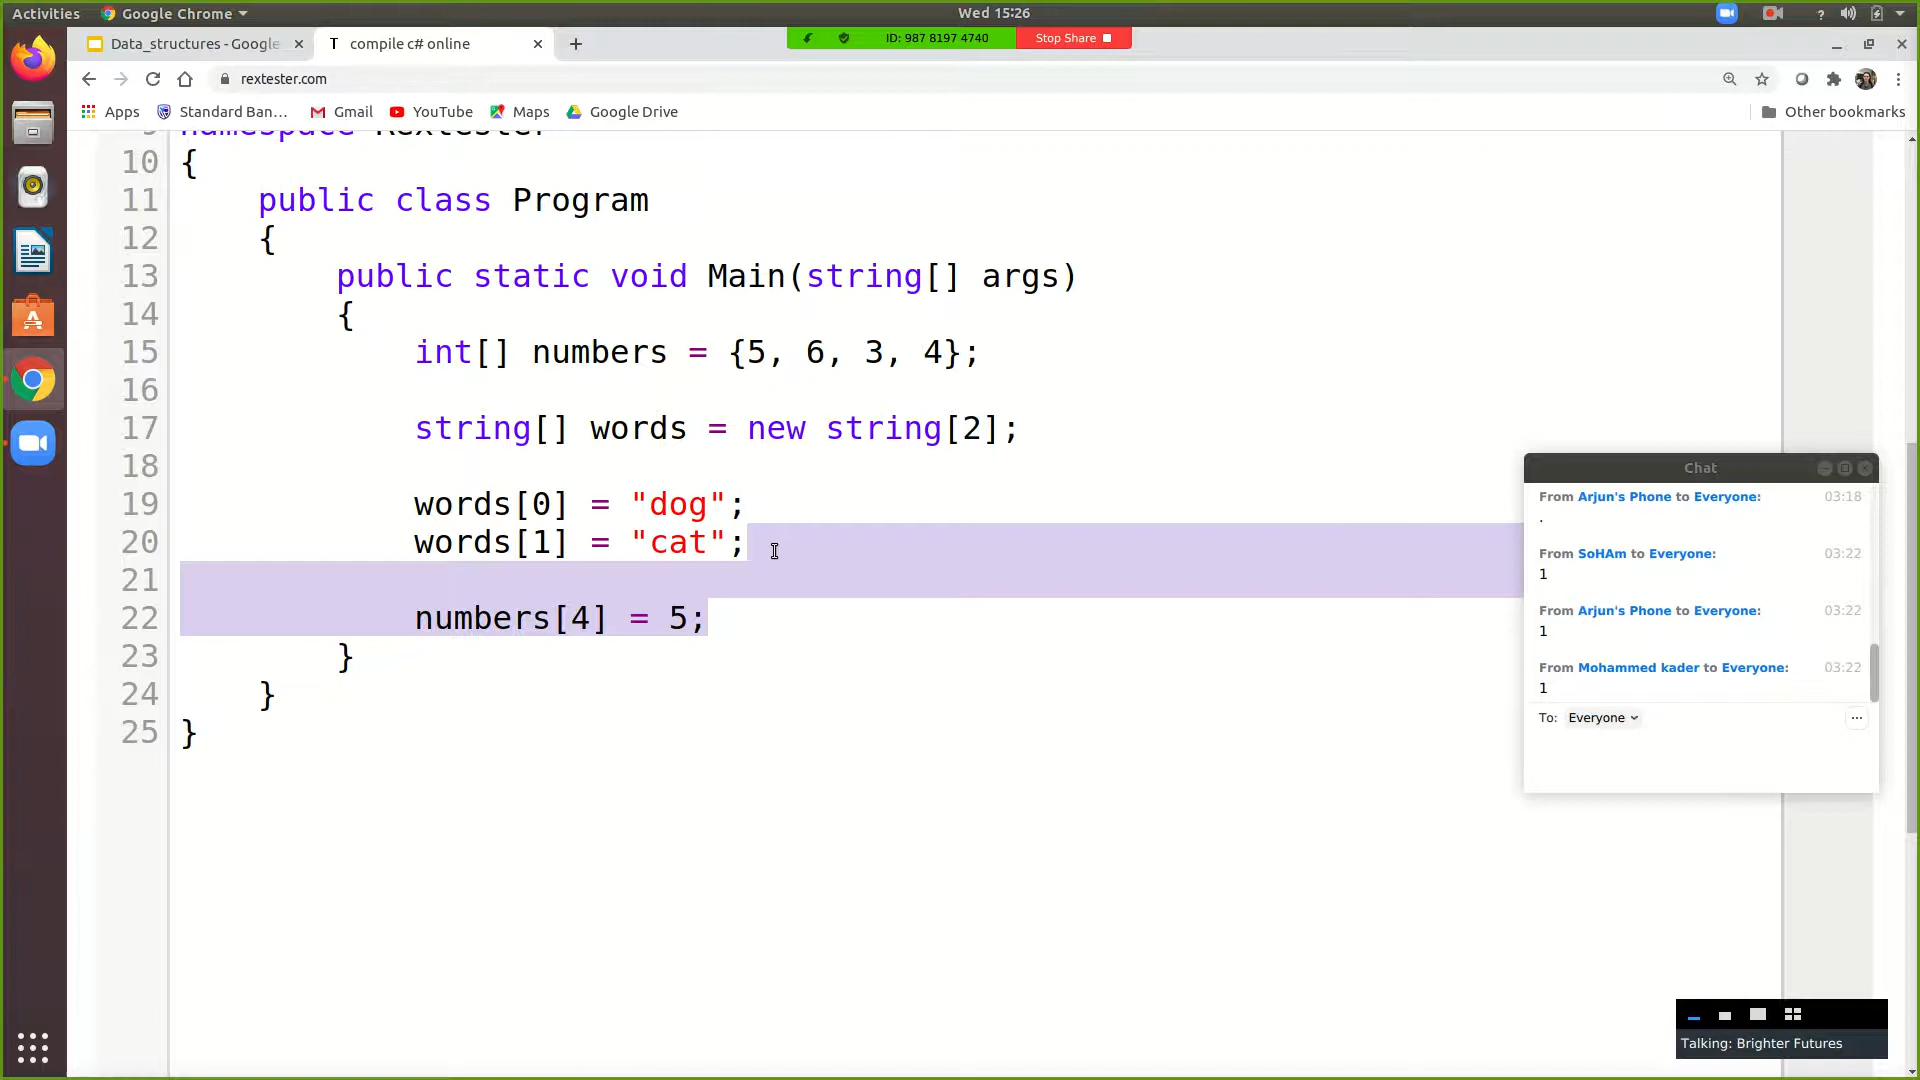 Activities
Google Chrome
Wed 15:26
?
Data_structures - Google
T compile c# online
ID: 987 8197 4740
Stop Share
rextester.com
Apps
Standard Ban...
Gmail
YouTube
Maps
Google Drive
Other bookmarks
9 namespace Rextester
10 {
11 public class Program
12 {
13 public static void Main(string[] args)
14 {
15 int[] numbers = {5, 6, 3, 4};
16
17 string[] words = new string[2];
18
19 words[0] = "dog";
20 words[1] = "cat";
21
22 numbers[4] = 5;
23 }
24 }
25 }
Chat
From Arjun's Phone to Everyone: 03:18
.
From SoHAm to Everyone: 03:22
1
From Arjun's Phone to Everyone: 03:22
1
From Mohammed kader to Everyone: 03:22
1
To: Everyone
...
Talking: Brighter Futures